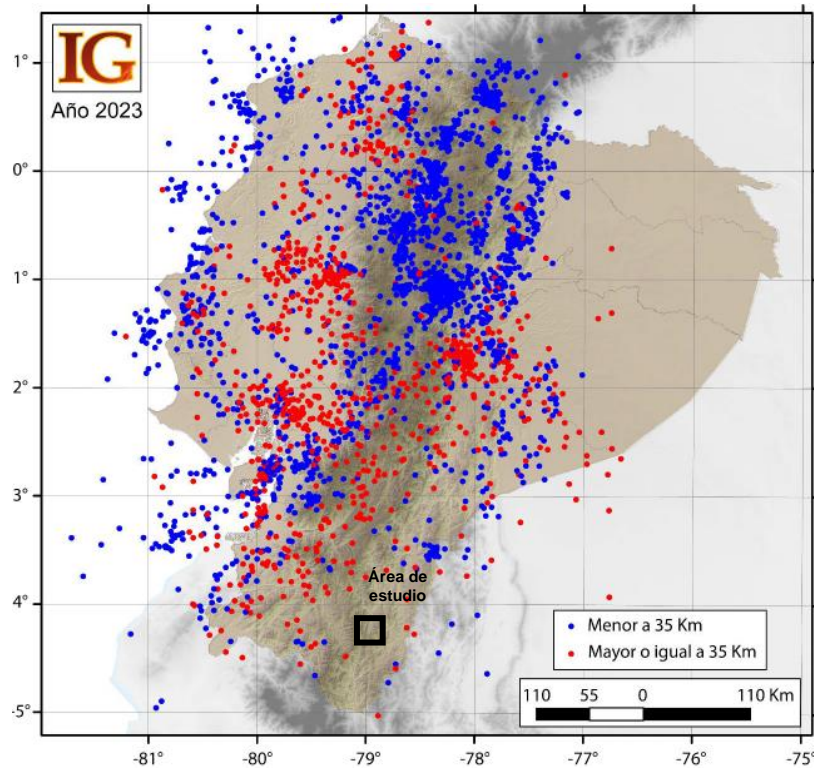 IG
Año 2023
1°
0°
1°
2°
3°
4°
-5°
Área de
estudio
Menor a 35 Km
Mayor o igual a 35 Km
110 55 0 110 Km
-81° -80° -79° -78° -77° -76° -75°